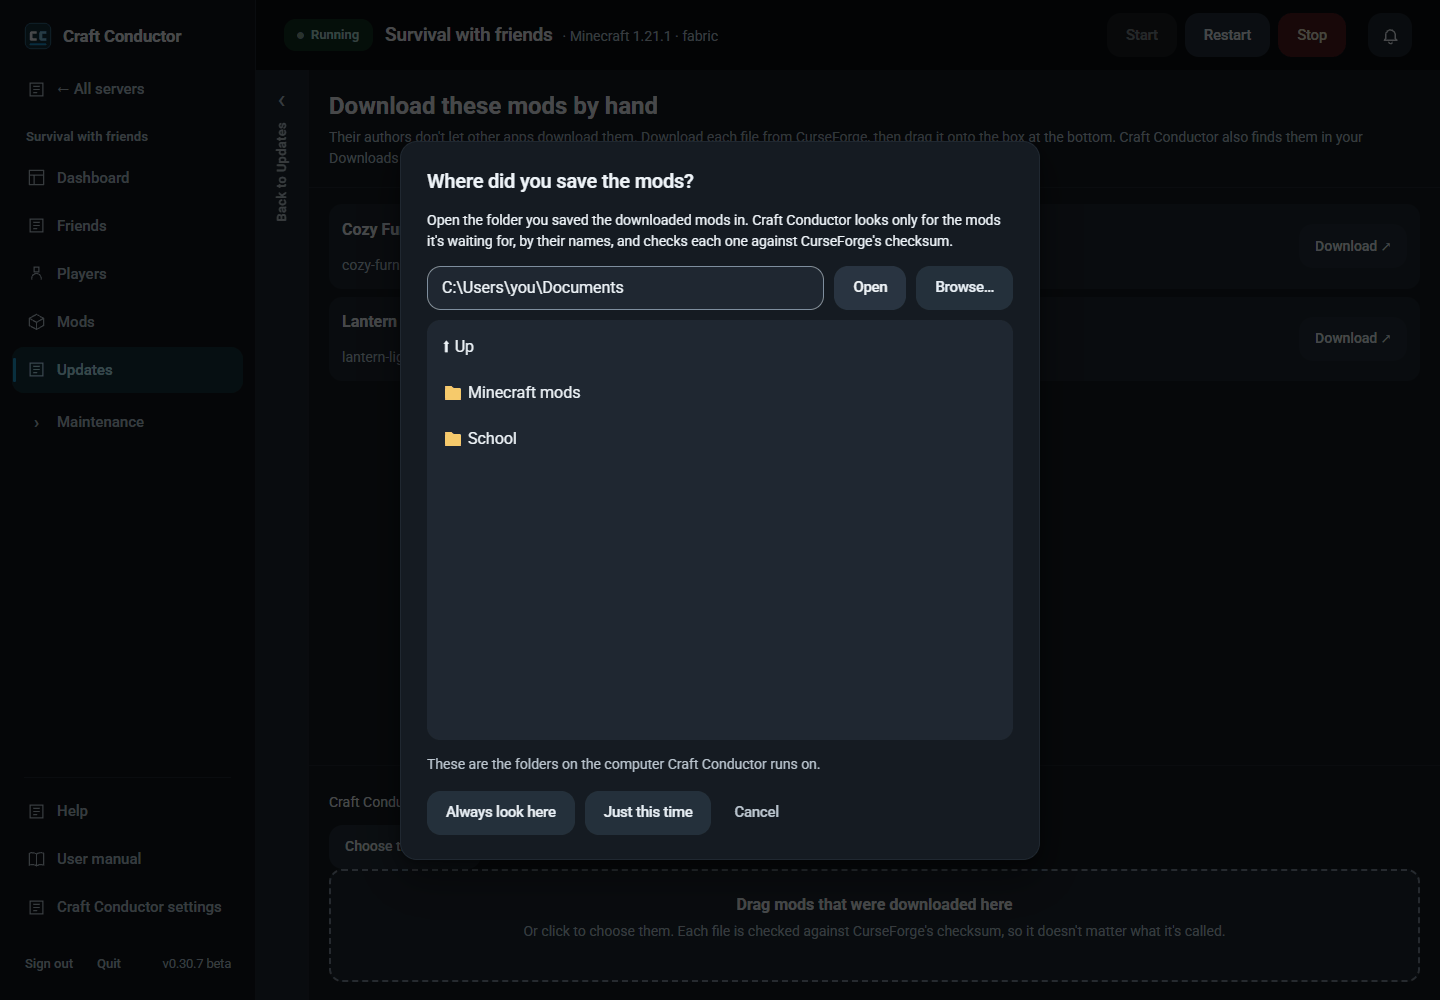 Craft Conductor
Running
Survival with friends · Minecraft 1.21.1 · fabric
Start
Restart
Stop
← All servers
Survival with friends
Dashboard
Friends
Players
Mods
Updates
› Maintenance
Help
User manual
Craft Conductor settings
Sign out
Quit
v0.30.7 beta
Back to Updates
Download these mods by hand
Their authors don't let other apps download them. Download each file from CurseForge, then drag it onto the box at the bottom. Craft Conductor also finds them in your
Downloads
Cozy
Download ↗
Lantern
Download ↗
Where did you save the mods?
Open the folder you saved the downloaded mods in. Craft Conductor looks only for the mods
it's waiting for, by their names, and checks each one against CurseForge's checksum.
C:\Users\you\Documents
Open
Browse...
⬆ Up
Minecraft mods
School
These are the folders on the computer Craft Conductor runs on.
Always look here
Just this time
Cancel
Craft
Choose
Drag mods that were downloaded here
Or click to choose them. Each file is checked against CurseForge's checksum, so it doesn't matter what it's called.